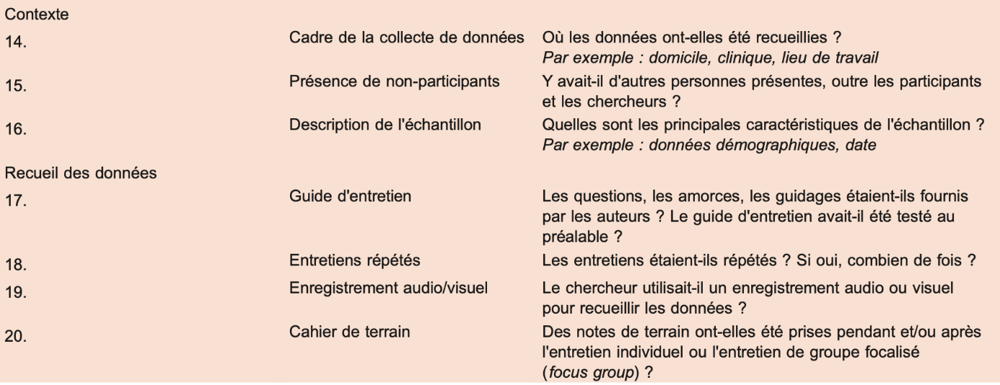 Contexte
14. Cadre de la collecte de données Où les données ont-elles été recueillies ?
Par exemple : domicile, clinique, lieu de travail
15. Présence de non-participants Y avait-il d'autres personnes présentes, outre les participants
et les chercheurs ?
16. Description de l'échantillon Quelles sont les principales caractéristiques de l'échantillon ?
Par exemple : données démographiques, date
Recueil des données
17. Guide d'entretien Les questions, les amorces, les guidages étaient-ils fournis
par les auteurs ? Le guide d'entretien avait-il été testé au
préalable ?
18. Entretiens répétés Les entretiens étaient-ils répétés ? Si oui, combien de fois ?
19. Enregistrement audio/visuel Le chercheur utilisait-il un enregistrement audio ou visuel
pour recueillir les données ?
20. Cahier de terrain Des notes de terrain ont-elles été prises pendant et/ou après
l'entretien individuel ou l'entretien de groupe focalisé
(focus group) ?